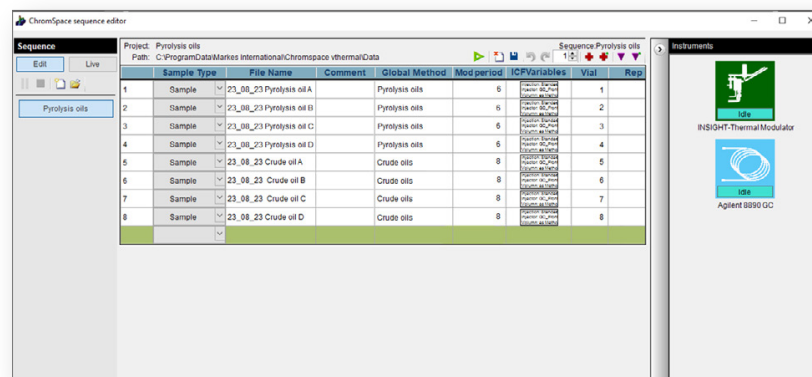 ChromSpace sequence editor
Sequence
Edit Live
Pyrolysis oils
Project: Pyrolysis oils
Sequence:Pyrolysis oils
Path: C:\ProgramData\Markes International\Chromspace vthermal\Data
1
Sample Type File Name Comment Global Method Mod period ICFVariables Vial Rep
1 Sample 23_08_23 Pyrolysis oil A Pyrolysis oils 6 1
2 Sample 23_08_23 Pyrolysis oil B Pyrolysis oils 6 2
3 Sample 23_08_23 Pyrolysis oil C Pyrolysis oils 6 3
4 Sample 23_08_23 Pyrolysis oil D Pyrolysis oils 6 4
5 Sample 23_08_23 Crude oil A Crude oils 8 5
6 Sample 23_08_23 Crude oil B Crude oils 8 6
7 Sample 23_08_23 Crude oil C Crude oils 8 7
8 Sample 23_08_23 Crude oil D Crude oils 8 8
Instruments
Idle
INSIGHT-Thermal Modulator
Idle
Agilent 8890 GC